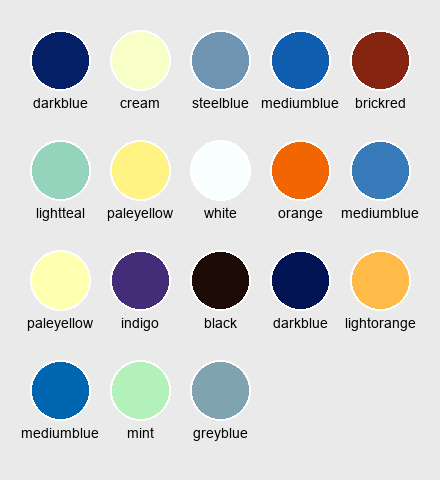 darkblue cream steelblue mediumblue brickred
lightteal paleyellow white orange mediumblue
paleyellow indigo black darkblue lightorange
mediumblue mint greyblue